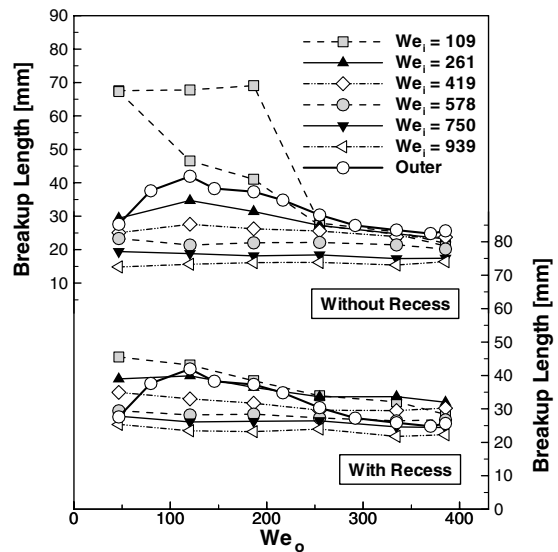 Breakup Length [mm]
90
80
70
60
50
40
30
20
10
We_i = 109
We_i = 261
We_i = 419
We_i = 578
We_i = 750
We_i = 939
Outer
Without Recess
With Recess
80
70
60
50
40
30
20
10
0
Breakup Length [mm]
0
100
200
300
400
We_o